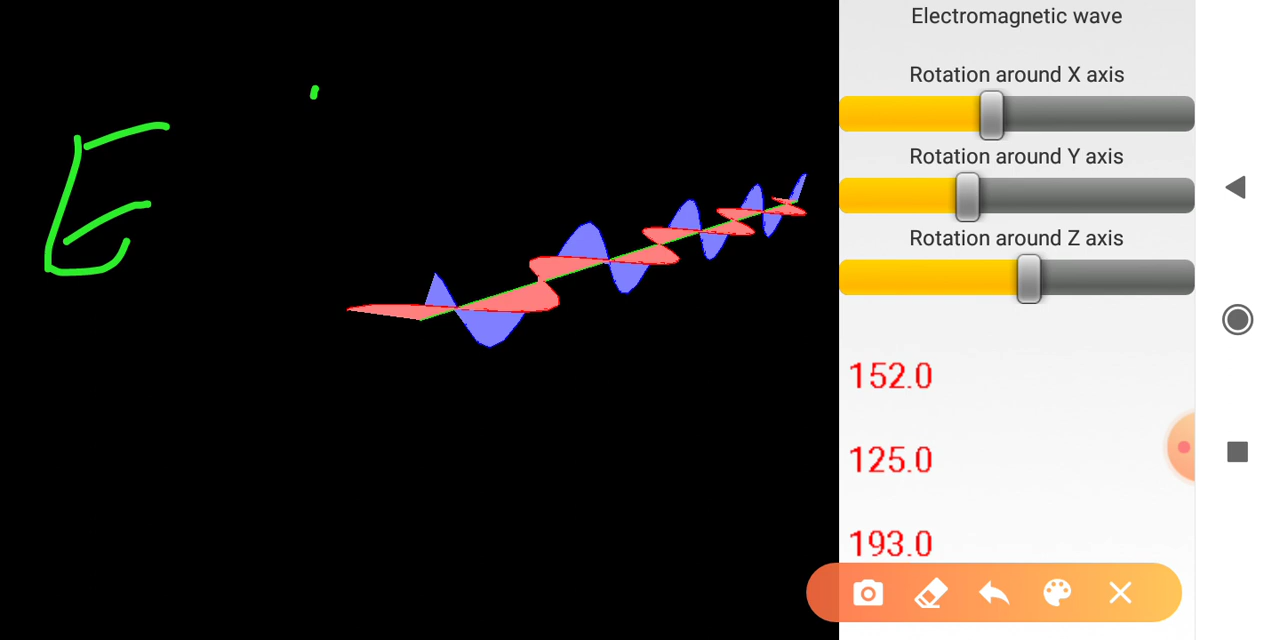 E
Electromagnetic wave
Rotation around X axis
Rotation around Y axis
Rotation around Z axis
152.0
125.0
193.0